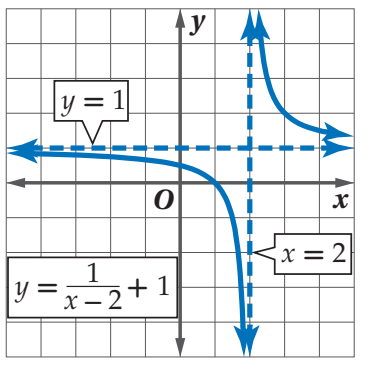 y
y = 1
O
x
x = 2
y = 1/(x − 2) + 1